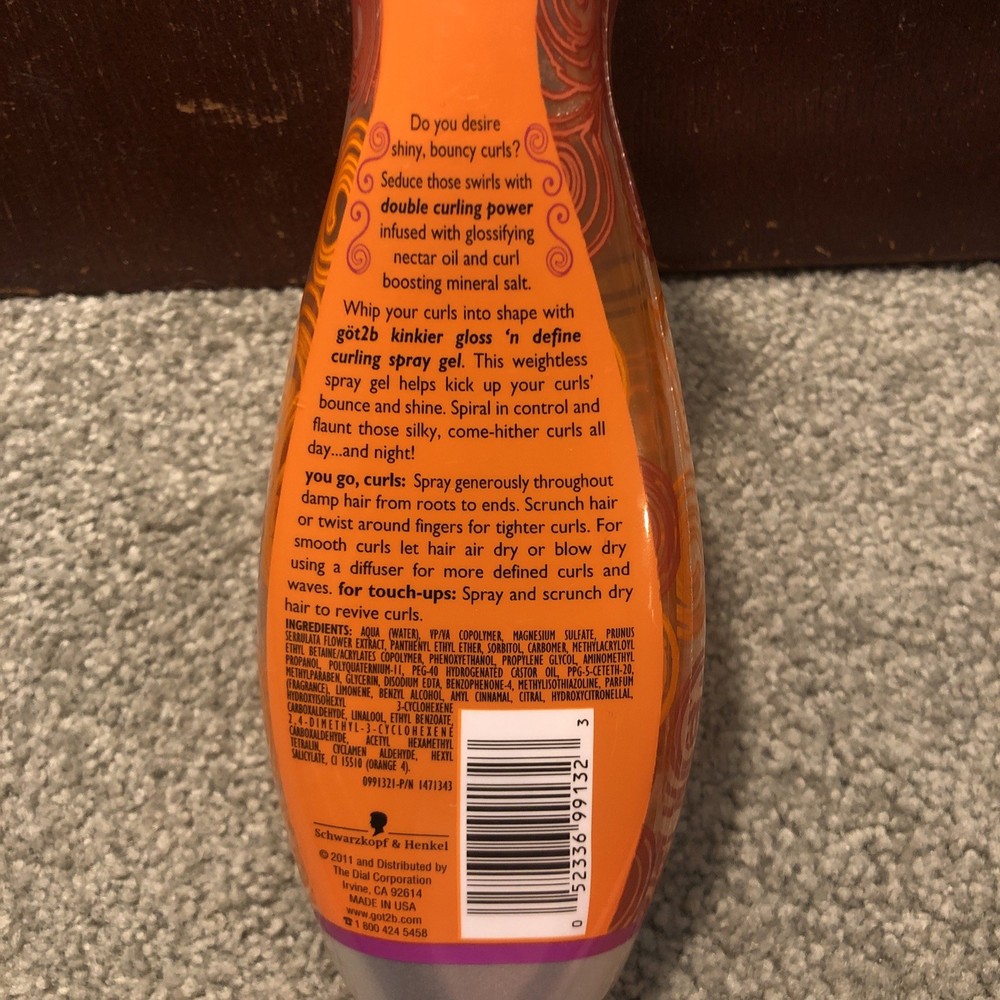 Do you desire
shiny, bouncy curls?
Seduce those swirls with
double curling power
infused with glossifying
nectar oil and curl
boosting mineral salt.
Whip your curls into shape with
göt2b kinkier gloss 'n define
curling spray gel. This weightless
spray gel helps kick up your curls'
bounce and shine. Spiral in control and
flaunt those silky, come-hither curls all
day...and night!
you go, curls: Spray generously throughout
damp hair from roots to ends. Scrunch hair
or twist around fingers for tighter curls. For
smooth curls let hair air dry or blow dry
using a diffuser for more defined curls and
waves. for touch-ups: Spray and scrunch dry
hair to revive curls.
INGREDIENTS: AQUA (WATER), VP/VA COPOLYMER, MAGNESIUM SULFATE, PRUNUS
SERRULATA FLOWER EXTRACT, PANTHENYL ETHYL ETHER, SORBITOL, CARBOMER, METHYLACRYLOYL
ETHYL BETAINE/ACRYLATES COPOLYMER, PHENOXYETHANOL, PROPYLENE GLYCOL, AMINOMETHYL
PROPANOL, POLYQUATERNIUM-11, PEG-40 HYDROGENATED CASTOR OIL, PPG-5-CETETH-20,
METHYLPARABEN, GLYCERIN, DISODIUM EDTA, BENZOPHENONE-4, METHYLISOTHIAZOLINE, PARFUM
(FRAGRANCE), LIMONENE, BENZYL ALCOHOL, AMYL CINNAMAL, CITRAL, HYDROXYCITRONELLAL,
HYDROXYISOHEXYL 3-CYCLOHEXENE
CARBOXALDEHYDE, LINALOOL, ETHYL BENZOATE,
2,4-DIMETHYL-3-CYCLOHEXENE
CARBOXALDEHYDE, ACETYL HEXAMETHYL
TETRALIN, CYCLAMEN ALDEHYDE, HEXYL
SALICYLATE, CI 15510 (ORANGE 4).
0991321-P/N 1471343
Schwarzkopf & Henkel
© 2011 and Distributed by
The Dial Corporation
Irvine, CA 92614
MADE IN USA
www.got2b.com
☎ 1 800 424 5458
0 52336 99132 3